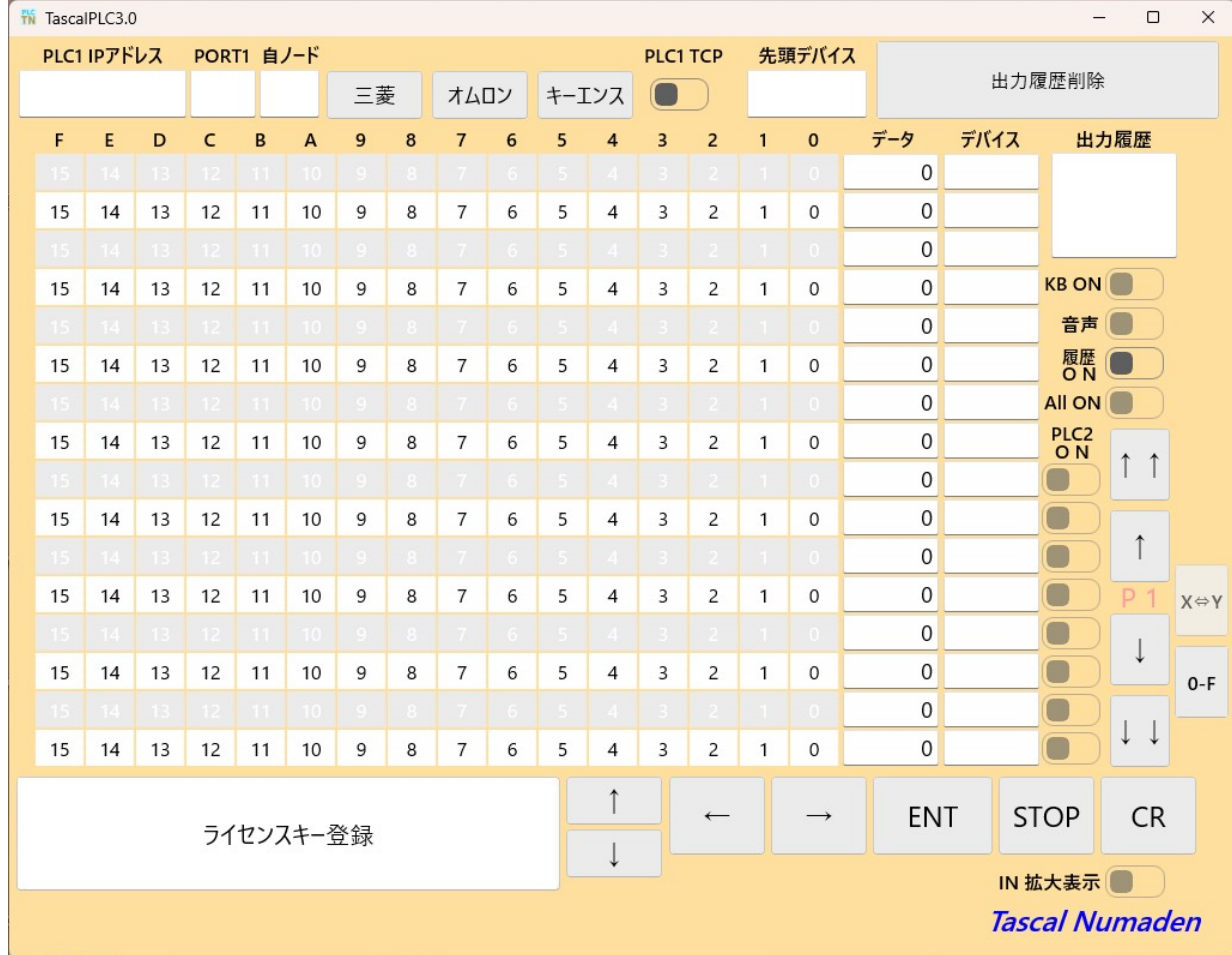 PLC TN TascalPLC3.0
PLC1 IPアドレス PORT1 自ノード PLC1 TCP 先頭デバイス 出力履歴削除
三菱 オムロン キーエンス
F E D C B A 9 8 7 6 5 4 3 2 1 0 データ デバイス 出力履歴
15 14 13 12 11 10 9 8 7 6 5 4 3 2 1 0 0
15 14 13 12 11 10 9 8 7 6 5 4 3 2 1 0 0
15 14 13 12 11 10 9 8 7 6 5 4 3 2 1 0 0
15 14 13 12 11 10 9 8 7 6 5 4 3 2 1 0 0 KB ON
15 14 13 12 11 10 9 8 7 6 5 4 3 2 1 0 0 音声
15 14 13 12 11 10 9 8 7 6 5 4 3 2 1 0 0 履歴 O N
15 14 13 12 11 10 9 8 7 6 5 4 3 2 1 0 0 All ON
15 14 13 12 11 10 9 8 7 6 5 4 3 2 1 0 0 PLC2 O N
15 14 13 12 11 10 9 8 7 6 5 4 3 2 1 0 0 ↑ ↑
15 14 13 12 11 10 9 8 7 6 5 4 3 2 1 0 0
15 14 13 12 11 10 9 8 7 6 5 4 3 2 1 0 0 ↑
15 14 13 12 11 10 9 8 7 6 5 4 3 2 1 0 0 P 1 X⇔Y
15 14 13 12 11 10 9 8 7 6 5 4 3 2 1 0 0 ↓
15 14 13 12 11 10 9 8 7 6 5 4 3 2 1 0 0 0-F
15 14 13 12 11 10 9 8 7 6 5 4 3 2 1 0 0 ↓ ↓
15 14 13 12 11 10 9 8 7 6 5 4 3 2 1 0 0
ライセンスキー登録 ↑ ↓ ← → ENT STOP CR
IN 拡大表示
Tascal Numaden